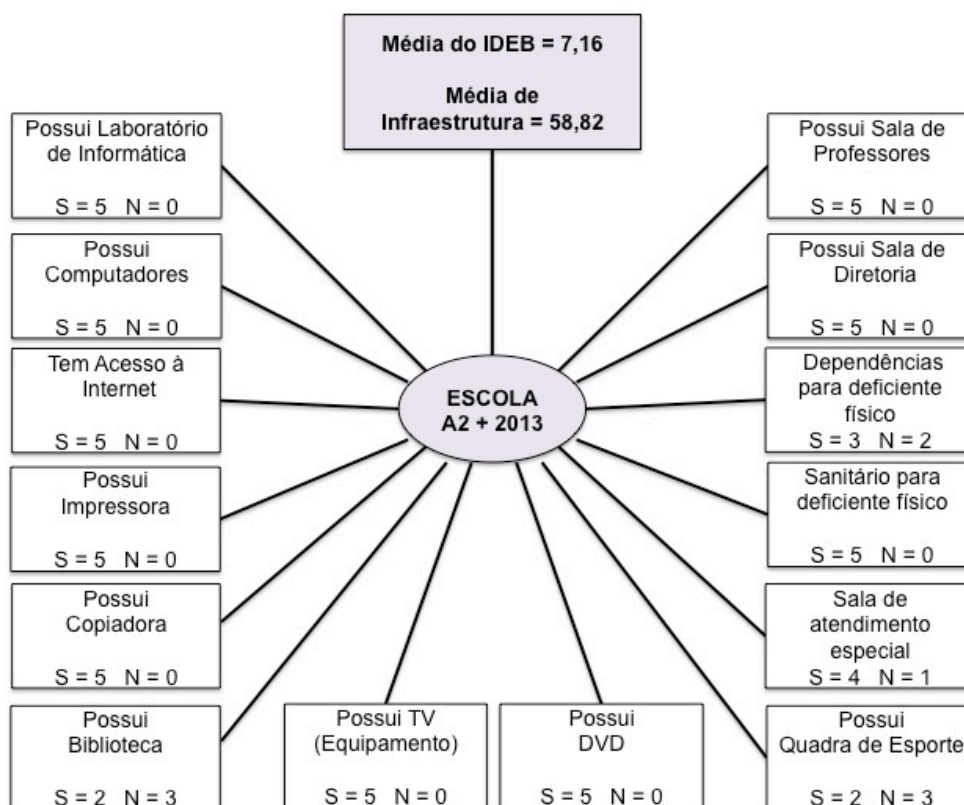 Média do IDEB = 7,16
Média de
Infraestrutura = 58,82
Possui Laboratório
de Informática
S = 5 N = 0
Possui
Computadores
S = 5 N = 0
Tem Acesso à
Internet
S = 5 N = 0
Possui
Impressora
S = 5 N = 0
Possui
Copiadora
S = 5 N = 0
Possui
Biblioteca
S = 2 N = 3
ESCOLA
A2 + 2013
Possui TV
(Equipamento)
S = 5 N = 0
Possui
DVD
S = 5 N = 0
Possui Sala de
Professores
S = 5 N = 0
Possui Sala de
Diretoria
S = 5 N = 0
Dependências
para deficiente
físico
S = 3 N = 2
Sanitário para
deficiente físico
S = 5 N = 0
Sala de
atendimento
especial
S = 4 N = 1
Possui
Quadra de Esporte
S = 2 N = 3